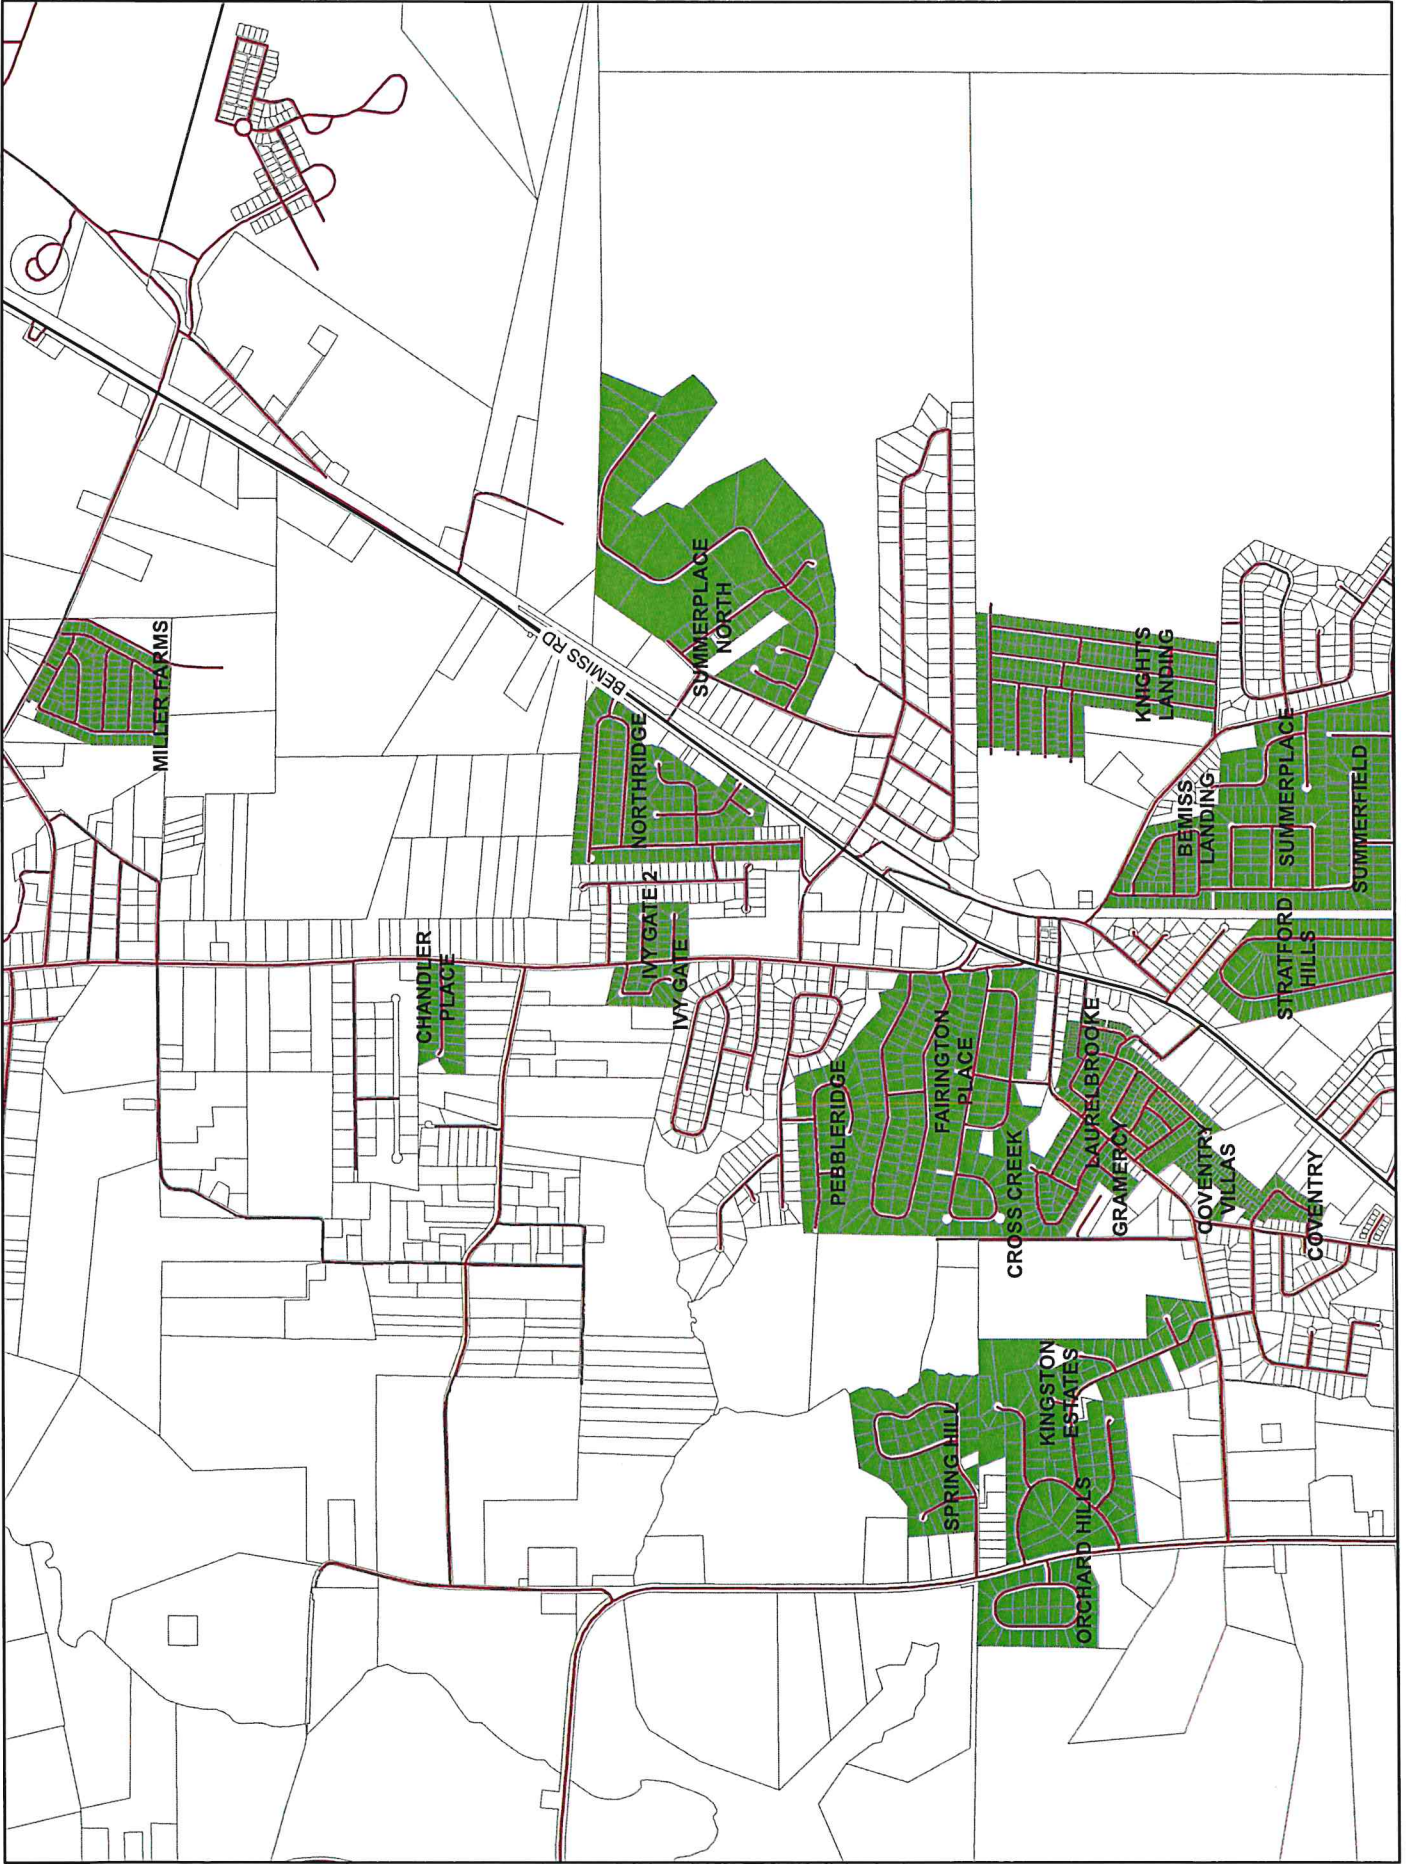 MILLER FARMS
CHANDLER
PLACE
BEMISS RD
SUMMERPLACE
NORTH
NORTHRIDGE
IVY GATE 2
IVY GATE
PEBBLERIDGE
FAIRINGTON
PLACE
CROSS CREEK
LAURELBROOKE
GRAMERCY
COVENTRY
VILLAS
COVENTRY
KNIGHT'S
LANDING
BEMISS
LANDING
SUMMERPLACE
SUMMERFIELD
STRATFORD
HILLS
SPRING HILL
KINGSTON
ESTATES
ORCHARD HILLS